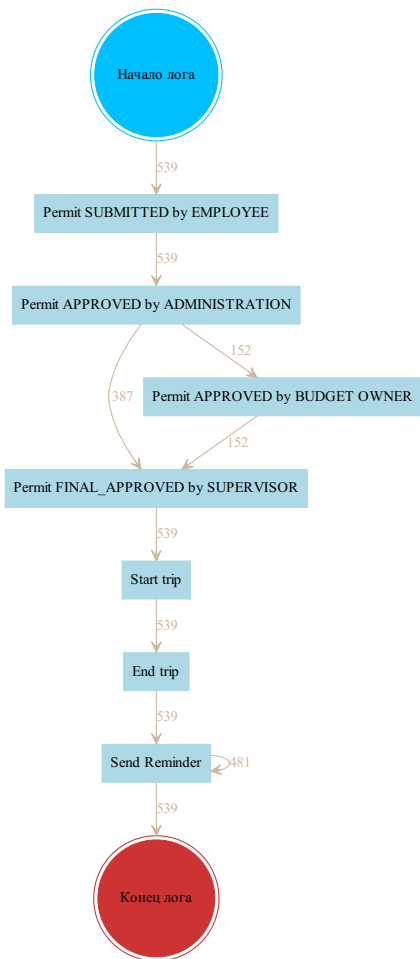 Начало лога
539
Permit SUBMITTED by EMPLOYEE
539
Permit APPROVED by ADMINISTRATION
152
387
Permit APPROVED by BUDGET OWNER
152
Permit FINAL_APPROVED by SUPERVISOR
539
Start trip
539
End trip
539
Send Reminder
481
539
Конец лога